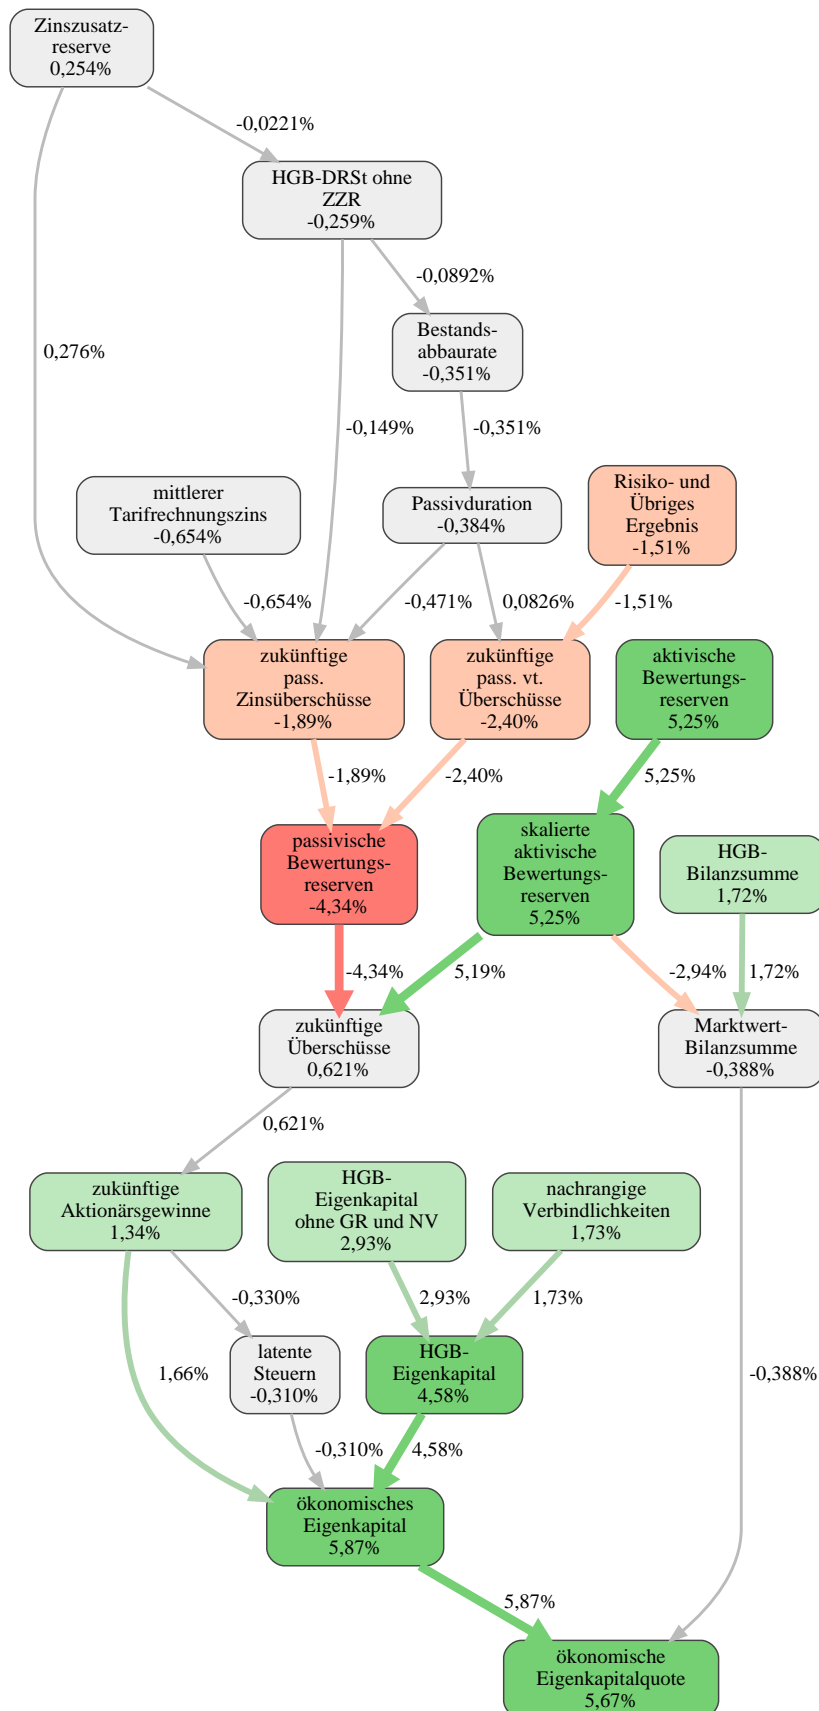 Zinszusatz-
reserve
0,254%
-0,0221%
HGB-DRSt ohne
ZZR
-0,259%
-0,0892%
Bestands-
abbaurate
-0,351%
0,276%
-0,149%
-0,351%
mittlerer
Tarifrechnungszins
-0,654%
Passivduration
-0,384%
Risiko- und
Übriges
Ergebnis
-1,51%
-0,654%
-0,471%
0,0826%
-1,51%
zukünftige
pass.
Zinsüberschüsse
-1,89%
zukünftige
pass. vt.
Überschüsse
-2,40%
aktivische
Bewertungs-
reserven
5,25%
-1,89%
-2,40%
5,25%
passivische
Bewertungs-
reserven
-4,34%
skalierte
aktivische
Bewertungs-
reserven
5,25%
HGB-
Bilanzsumme
1,72%
-4,34%
5,19%
-2,94%
1,72%
zukünftige
Überschüsse
0,621%
Marktwert-
Bilanzsumme
-0,388%
0,621%
zukünftige
Aktionärsgewinne
1,34%
HGB-
Eigenkapital
ohne GR und NV
2,93%
nachrangige
Verbindlichkeiten
1,73%
-0,330%
2,93%
1,73%
1,66%
latente
Steuern
-0,310%
HGB-
Eigenkapital
4,58%
-0,388%
-0,310%
4,58%
ökonomisches
Eigenkapital
5,87%
5,87%
ökonomische
Eigenkapitalquote
5,67%